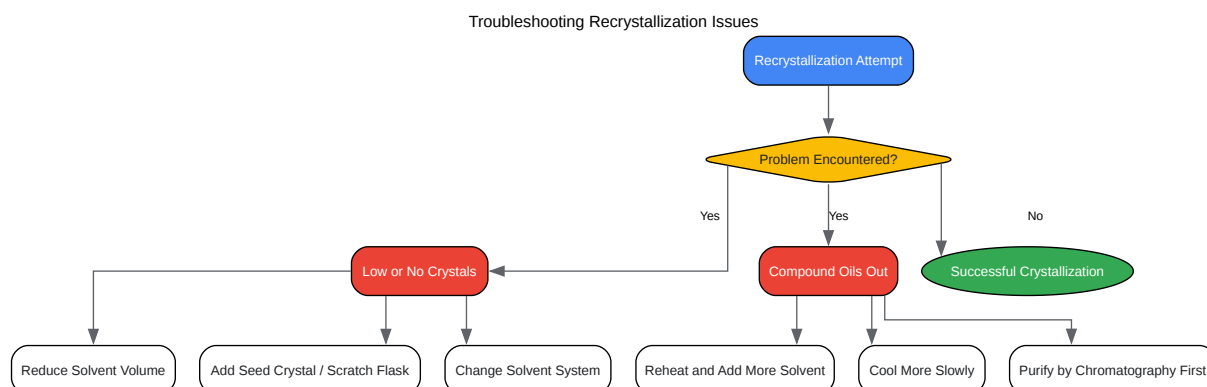 Troubleshooting Recrystallization Issues
Recrystallization Attempt
Problem Encountered?
Yes
Yes
No
Low or No Crystals
Compound Oils Out
Successful Crystallization
Reduce Solvent Volume
Add Seed Crystal / Scratch Flask
Change Solvent System
Reheat and Add More Solvent
Cool More Slowly
Purify by Chromatography First